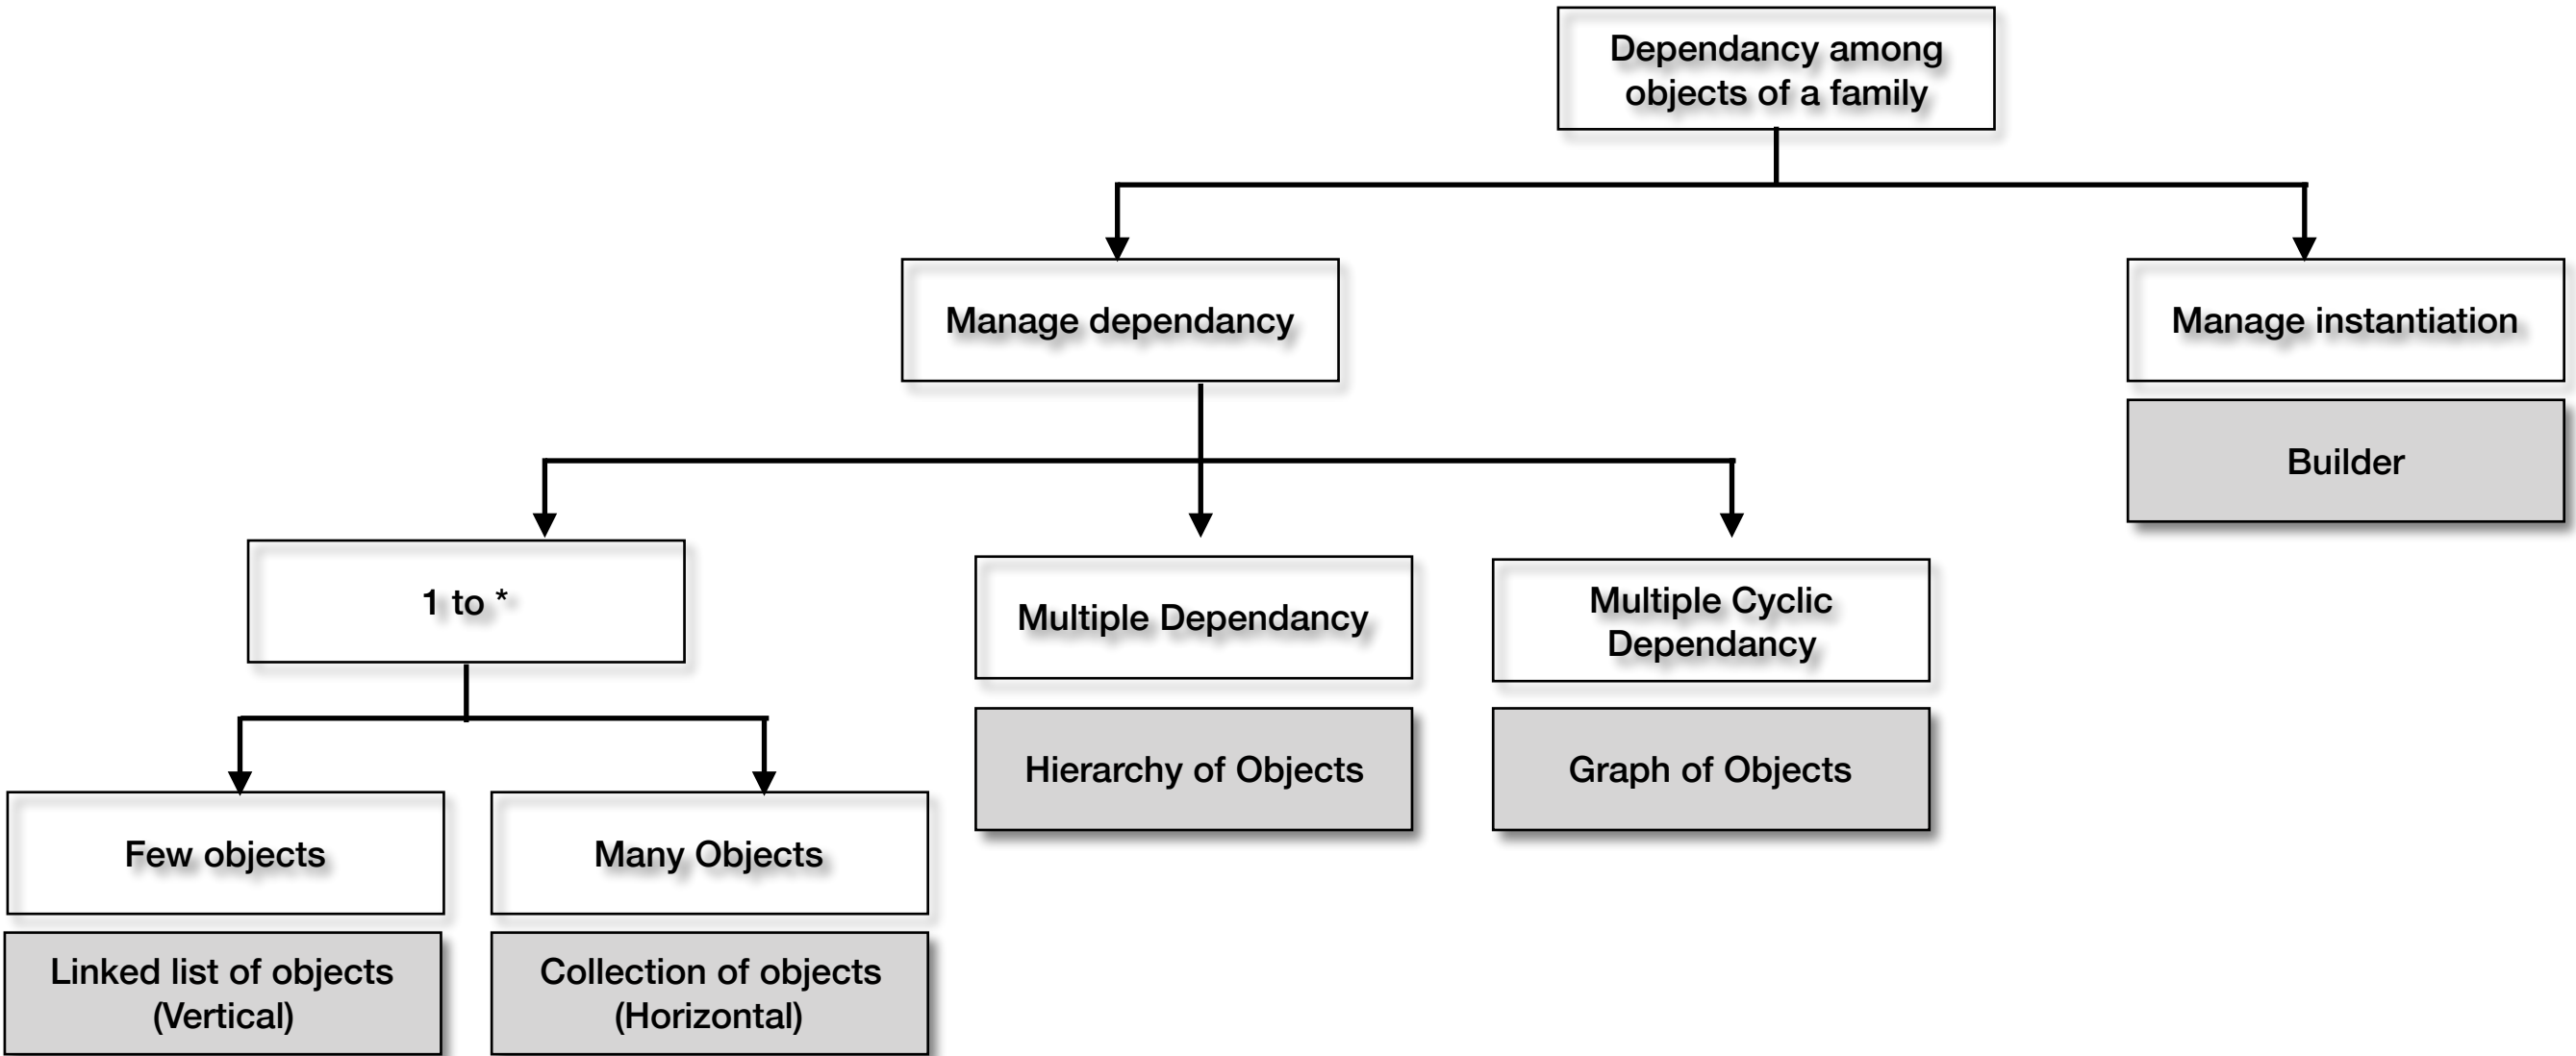 Dependancy among
objects of a family
Manage dependancy
Manage instantiation
Builder
1 to *
Multiple Dependancy
Multiple Cyclic
Dependancy
Hierarchy of Objects
Graph of Objects
Few objects
Many Objects
Linked list of objects
(Vertical)
Collection of objects
(Horizontal)